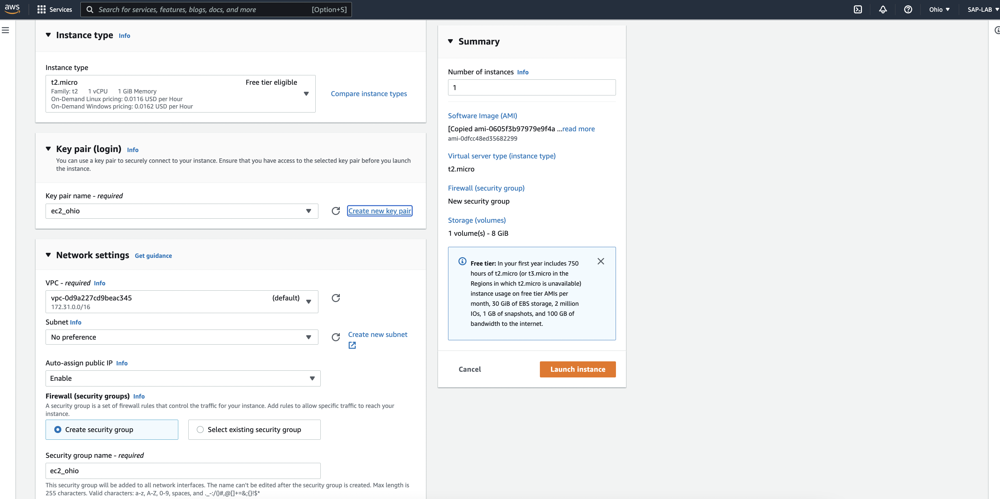 aws
Services
Search for services, features, blogs, docs, and more [Option+S]
Ohio
SAP-LAB
Instance type Info
Instance type
t2.micro Free tier eligible
Family: t2 1 vCPU 1 GiB Memory
On-Demand Linux pricing: 0.0116 USD per Hour
On-Demand Windows pricing: 0.0162 USD per Hour
Compare instance types
Key pair (login) Info
You can use a key pair to securely connect to your instance. Ensure that you have access to the selected key pair before you launch
the instance.
Key pair name - required
ec2_ohio
Create new key pair
Network settings Get guidance
VPC - required Info
vpc-0d9a227cd9beac345 (default)
172.31.0.0/16
Subnet Info
No preference
Create new subnet
Auto-assign public IP Info
Enable
Firewall (security groups) Info
A security group is a set of firewall rules that control the traffic for your instance. Add rules to allow specific traffic to reach your
instance.
Create security group
Select existing security group
Security group name - required
ec2_ohio
This security group will be added to all network interfaces. The name can't be edited after the security group is created. Max length is
255 characters. Valid characters: a-z, A-Z, 0-9, spaces, and ._-:/()#,@[]+=&;{}!$*
Summary
Number of instances Info
1
Software Image (AMI)
[Copied ami-0605f3b97979e9f4a ...read more
ami-0dfcc48ed35682299
Virtual server type (instance type)
t2.micro
Firewall (security group)
New security group
Storage (volumes)
1 volume(s) - 8 GiB
Free tier: In your first year includes 750
hours of t2.micro (or t3.micro in the
Regions in which t2.micro is unavailable)
instance usage on free tier AMIs per
month, 30 GiB of EBS storage, 2 million
IOs, 1 GB of snapshots, and 100 GB of
bandwidth to the internet.
Cancel
Launch instance